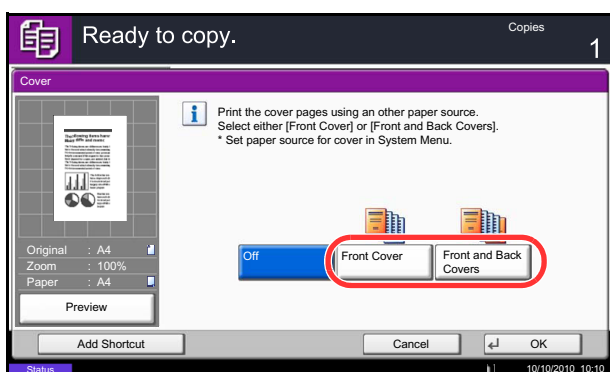 Ready to copy.
Copies
1
Cover
Print the cover pages using an other paper source.
Select either [Front Cover] or [Front and Back Covers].
* Set paper source for cover in System Menu.
Original : A4
Zoom : 100%
Paper : A4
Preview
Off
Front Cover
Front and Back
Covers
Add Shortcut
Cancel
OK
Status
10/10/2010 10:10